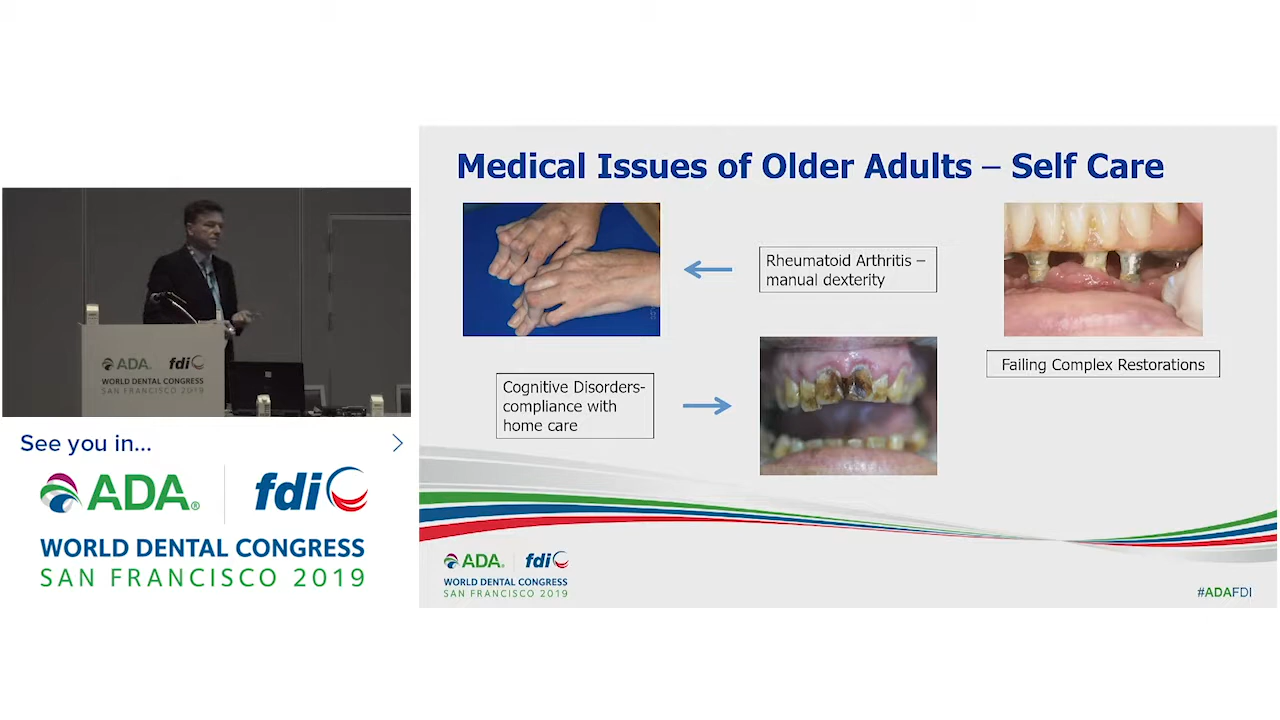 ADA. fdi
WORLD DENTAL CONGRESS
SAN FRANCISCO 2019
See you in...
ADA® fdi
WORLD DENTAL CONGRESS
SAN FRANCISCO 2019
Medical Issues of Older Adults – Self Care
Rheumatoid Arithritis –
manual dexterity
Cognitive Disorders-
compliance with
home care
Failing Complex Restorations
ADA. fdi
WORLD DENTAL CONGRESS
SAN FRANCISCO 2019
#ADAFDI